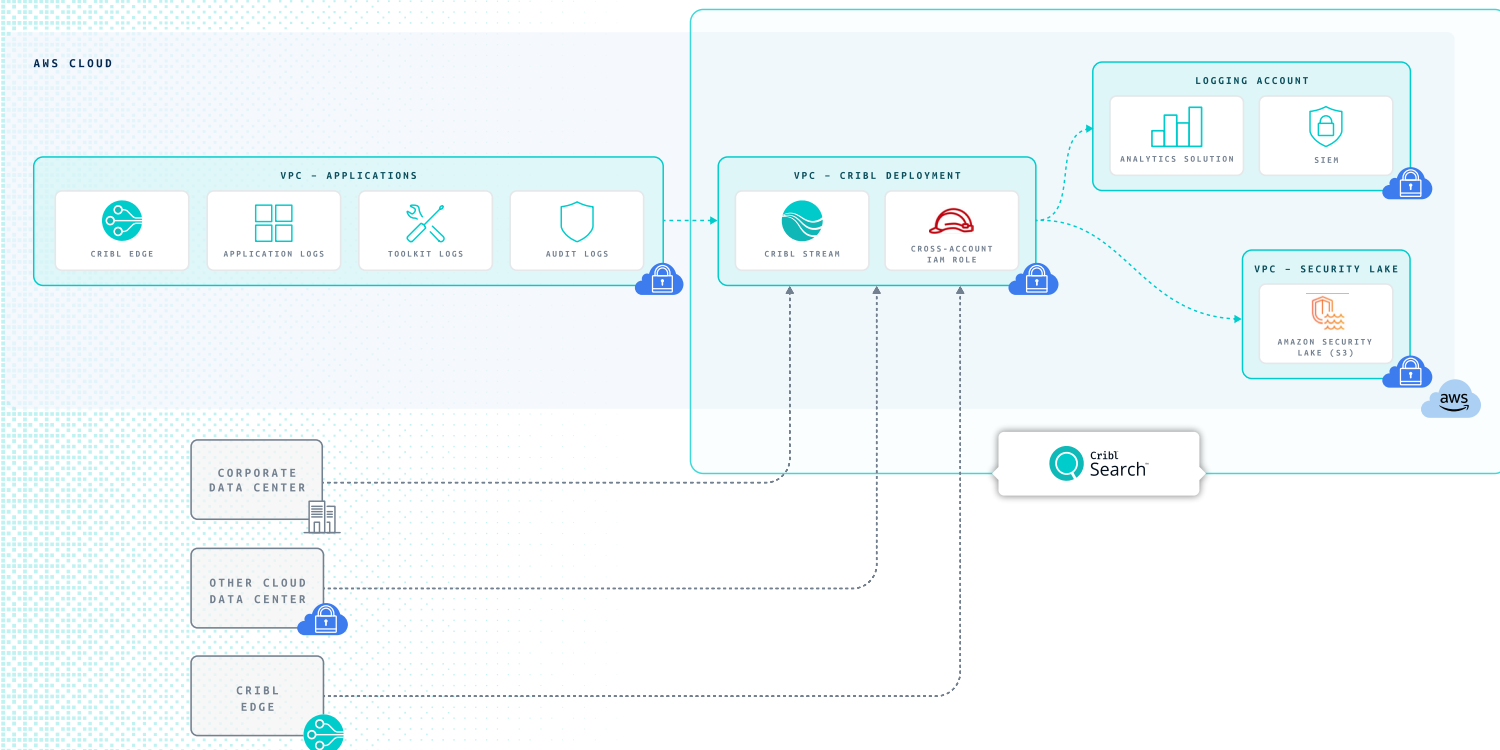 AWS CLOUD
VPC – APPLICATIONS
CRIBL EDGE
APPLICATION LOGS
TOOLKIT LOGS
AUDIT LOGS
VPC – CRIBL DEPLOYMENT
CRIBL STREAM
CROSS-ACCOUNT
IAM ROLE
LOGGING ACCOUNT
ANALYTICS SOLUTION
SIEM
VPC – SECURITY LAKE
AMAZON SECURITY
LAKE (S3)
aws
Cribl
Search™
CORPORATE
DATA CENTER
OTHER CLOUD
DATA CENTER
CRIBL
EDGE